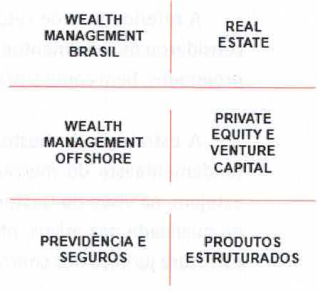 WEALTH
MANAGEMENT
BRASIL
REAL
ESTATE
WEALTH
MANAGEMENT
OFFSHORE
PRIVATE
EQUITY E
VENTURE
CAPITAL
PREVIDÊNCIA E
SEGUROS
PRODUTOS
ESTRUTURADOS